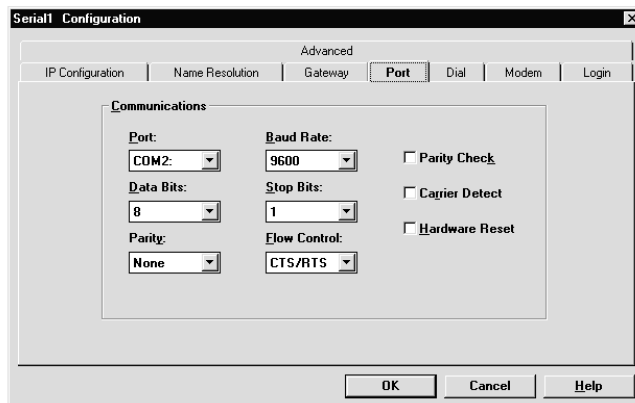 Serial1 Configuration
Advanced
IP Configuration Name Resolution Gateway Port Dial Modem Login
Communications
Port: Baud Rate:
COM2: 9600 Parity Check
Data Bits: Stop Bits: Carrier Detect
8 1
Hardware Reset
Parity: Flow Control:
None CTS/RTS
OK Cancel Help